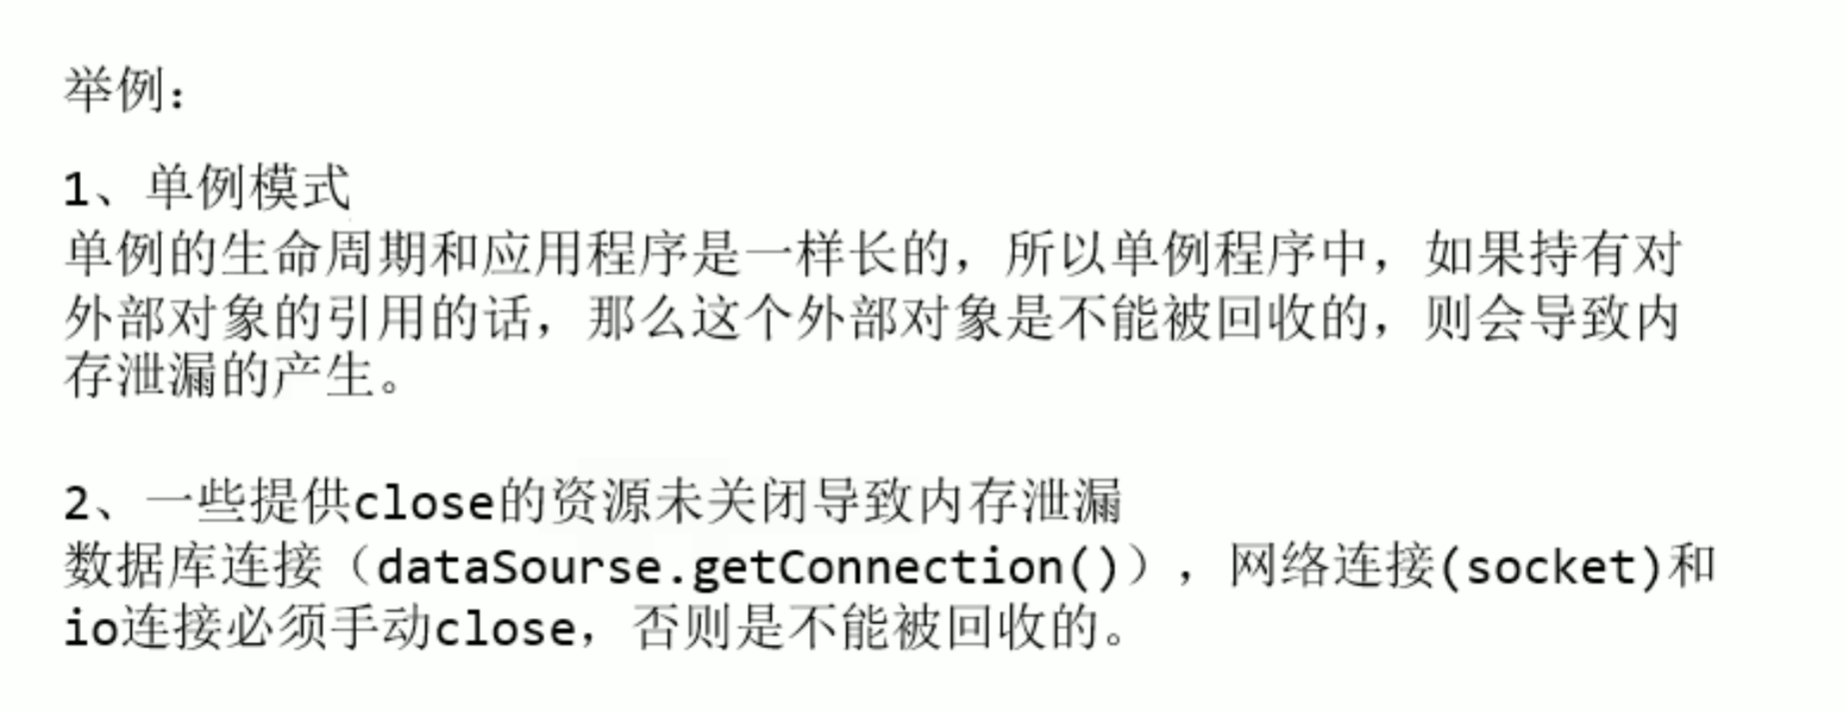 举例：
1、单例模式
单例的生命周期和应用程序是一样长的，所以单例程序中，如果持有对
外部对象的引用的话，那么这个外部对象是不能被回收的，则会导致内
存泄漏的产生。
2、一些提供close的资源未关闭导致内存泄漏
数据库连接（dataSourse.getConnection()），网络连接(socket)和
io连接必须手动close，否则是不能被回收的。